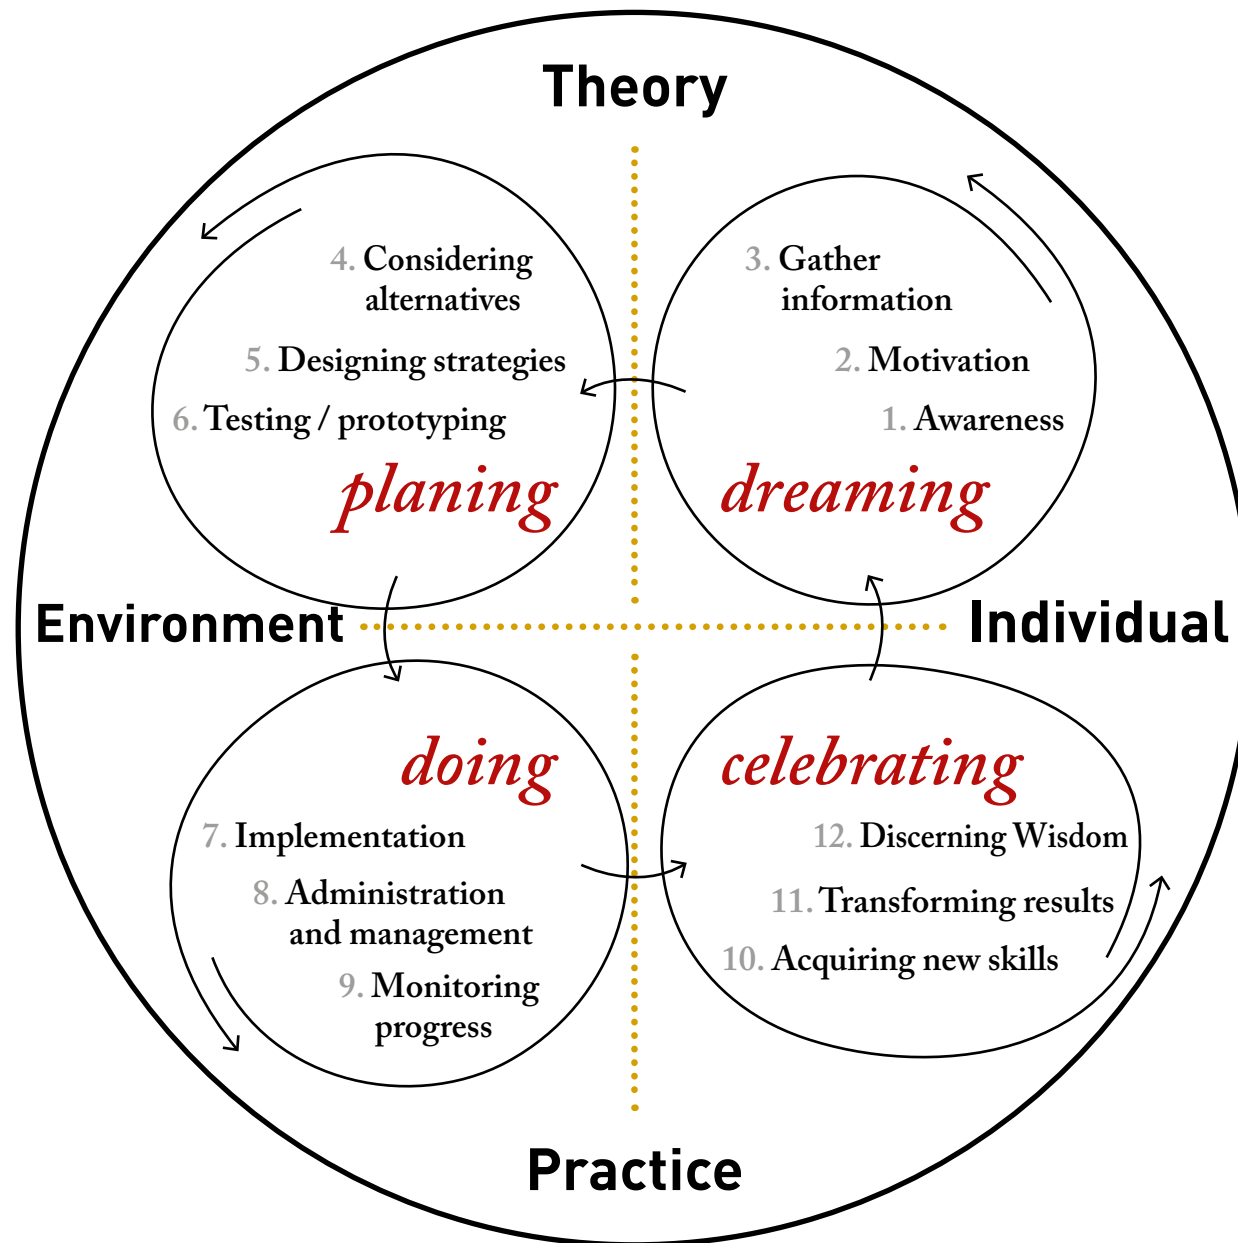 Theory
4. Considering
alternatives
5. Designing strategies
6. Testing / prototyping
planing
3. Gather
information
2. Motivation
1. Awareness
dreaming
Environment
Individual
doing
7. Implementation
8. Administration
and management
9. Monitoring
progress
celebrating
12. Discerning Wisdom
11. Transforming results
10. Acquiring new skills
Practice